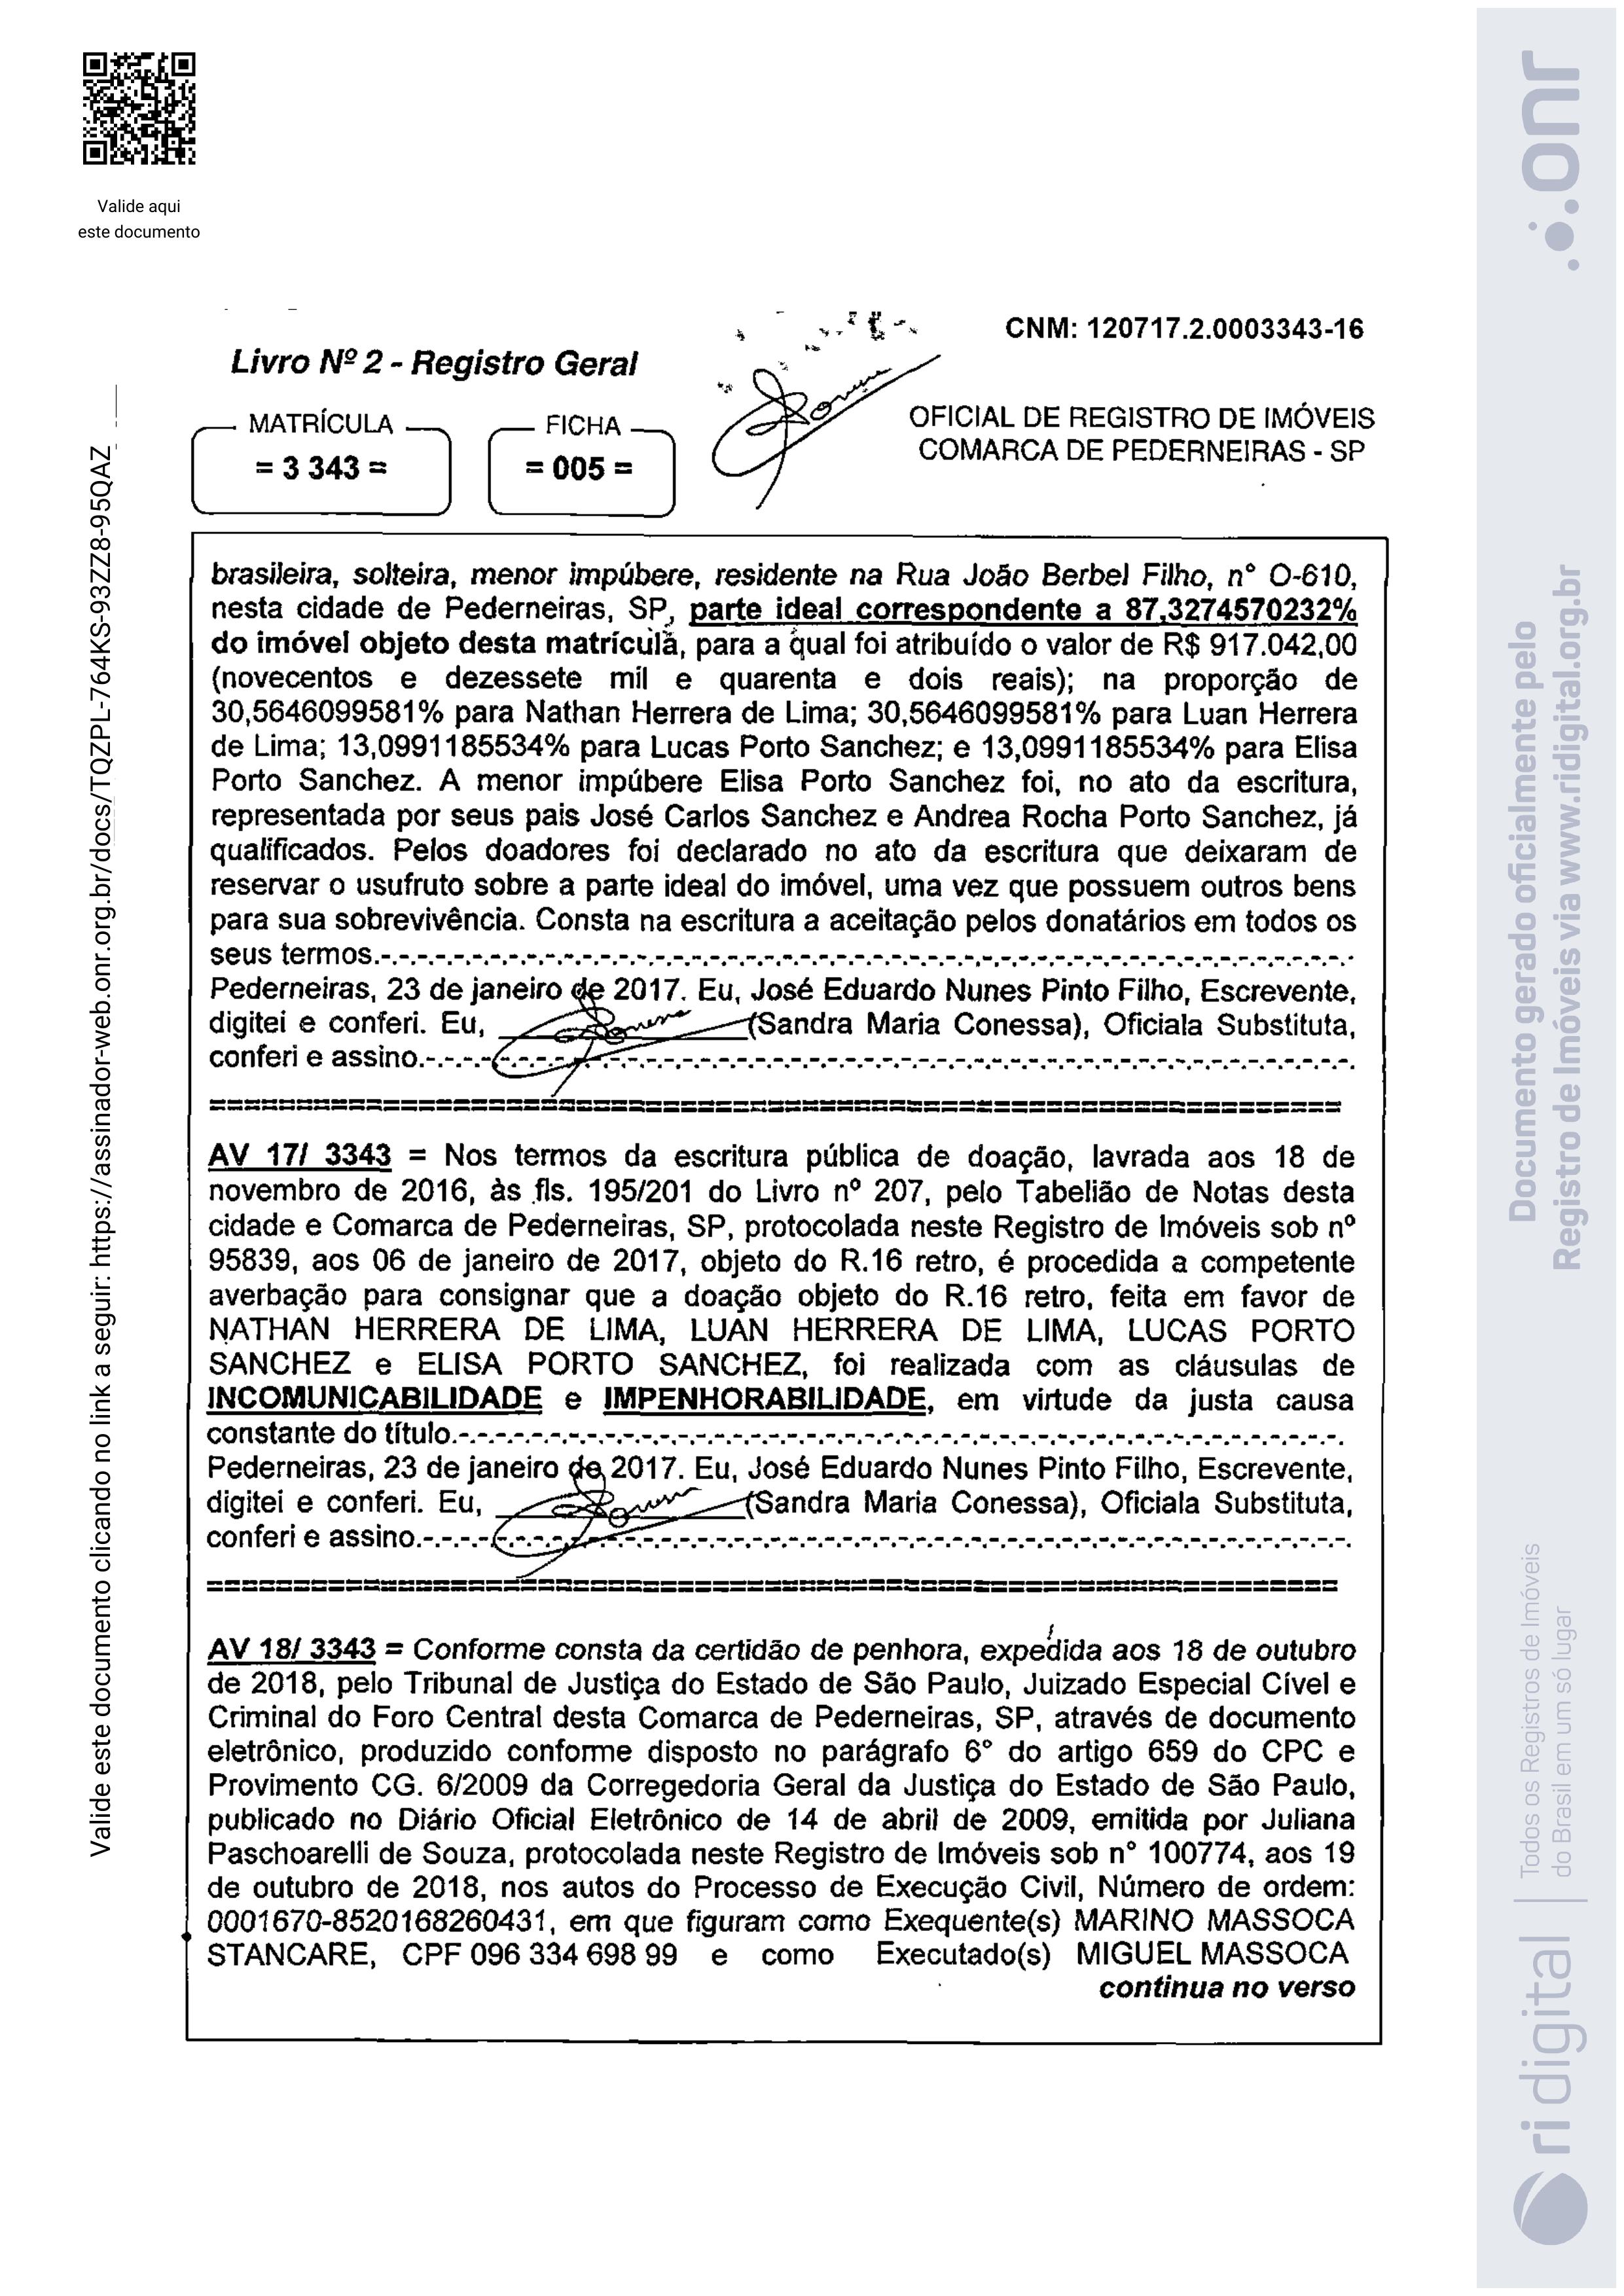 Valide aqui
este documento
CNM: 120717.2.0003343-16
Livro Nº 2 - Registro Geral
MATRÍCULA
= 3 343 =
FICHA
= 005 =
OFICIAL DE REGISTRO DE IMÓVEIS
COMARCA DE PEDERNEIRAS - SP
brasileira, solteira, menor impúbere, residente na Rua João Berbel Filho, n° O-610,
nesta cidade de Pederneiras, SP, parte ideal correspondente a 87,3274570232%
do imóvel objeto desta matrícula, para a qual foi atribuído o valor de R$ 917.042,00
(novecentos e dezessete mil e quarenta e dois reais); na proporção de
30,5646099581% para Nathan Herrera de Lima; 30,5646099581% para Luan Herrera
de Lima; 13,0991185534% para Lucas Porto Sanchez; e 13,0991185534% para Elisa
Porto Sanchez. A menor impúbere Elisa Porto Sanchez foi, no ato da escritura,
representada por seus pais José Carlos Sanchez e Andrea Rocha Porto Sanchez, já
qualificados. Pelos doadores foi declarado no ato da escritura que deixaram de
reservar o usufruto sobre a parte ideal do imóvel, uma vez que possuem outros bens
para sua sobrevivência. Consta na escritura a aceitação pelos donatários em todos os
seus termos.-.-.-.-.-.-.-.-.-.-.-.-.-.-.-.-.-.-.-.-.-.-.-.-.-.-.-.-.-.-.-.-.-.-.-.-.
Pederneiras, 23 de janeiro de 2017. Eu, José Eduardo Nunes Pinto Filho, Escrevente,
digitei e conferi. Eu, (Sandra Maria Conessa), Oficiala Substituta,
conferi e assino.-.-.-.-.-.-.-.-.-.-.-.-.-.-.-.-.-.-.-.-.-.-.-.-.-.-.-.-.-.-.-.-.-.
==================================================
AV 17/ 3343 = Nos termos da escritura pública de doação, lavrada aos 18 de
novembro de 2016, às fls. 195/201 do Livro nº 207, pelo Tabelião de Notas desta
cidade e Comarca de Pederneiras, SP, protocolada neste Registro de Imóveis sob nº
95839, aos 06 de janeiro de 2017, objeto do R.16 retro, é procedida a competente
averbação para consignar que a doação objeto do R.16 retro, feita em favor de
NATHAN HERRERA DE LIMA, LUAN HERRERA DE LIMA, LUCAS PORTO
SANCHEZ e ELISA PORTO SANCHEZ, foi realizada com as cláusulas de
INCOMUNICABILIDADE e IMPENHORABILIDADE, em virtude da justa causa
constante do título.-.-.-.-.-.-.-.-.-.-.-.-.-.-.-.-.-.-.-.-.-.-.-.-.-.-.-.-.-.-.-.-.
Pederneiras, 23 de janeiro de 2017. Eu, José Eduardo Nunes Pinto Filho, Escrevente,
digitei e conferi. Eu, (Sandra Maria Conessa), Oficiala Substituta,
conferi e assino.-.-.-.-.-.-.-.-.-.-.-.-.-.-.-.-.-.-.-.-.-.-.-.-.-.-.-.-.-.-.-.-.-.
==================================================
AV 18/ 3343 = Conforme consta da certidão de penhora, expedida aos 18 de outubro
de 2018, pelo Tribunal de Justiça do Estado de São Paulo, Juizado Especial Cível e
Criminal do Foro Central desta Comarca de Pederneiras, SP, através de documento
eletrônico, produzido conforme disposto no parágrafo 6° do artigo 659 do CPC e
Provimento CG. 6/2009 da Corregedoria Geral da Justiça do Estado de São Paulo,
publicado no Diário Oficial Eletrônico de 14 de abril de 2009, emitida por Juliana
Paschoarelli de Souza, protocolada neste Registro de Imóveis sob n° 100774, aos 19
de outubro de 2018, nos autos do Processo de Execução Civil, Número de ordem:
0001670-8520168260431, em que figuram como Exequente(s) MARINO MASSOCA
STANCARE, CPF 096 334 698 99 e como Executado(s) MIGUEL MASSOCA
continua no verso
Valide este documento clicando no link a seguir: https://assinador-web.onr.org.br/docs/TQZPL-764KS-93ZZ8-95QAZ
onr
Documento gerado oficialmente pelo
Registro de Imóveis via www.ridigital.org.br
Todos os Registros de Imóveis
do Brasil em um só lugar
ri digital